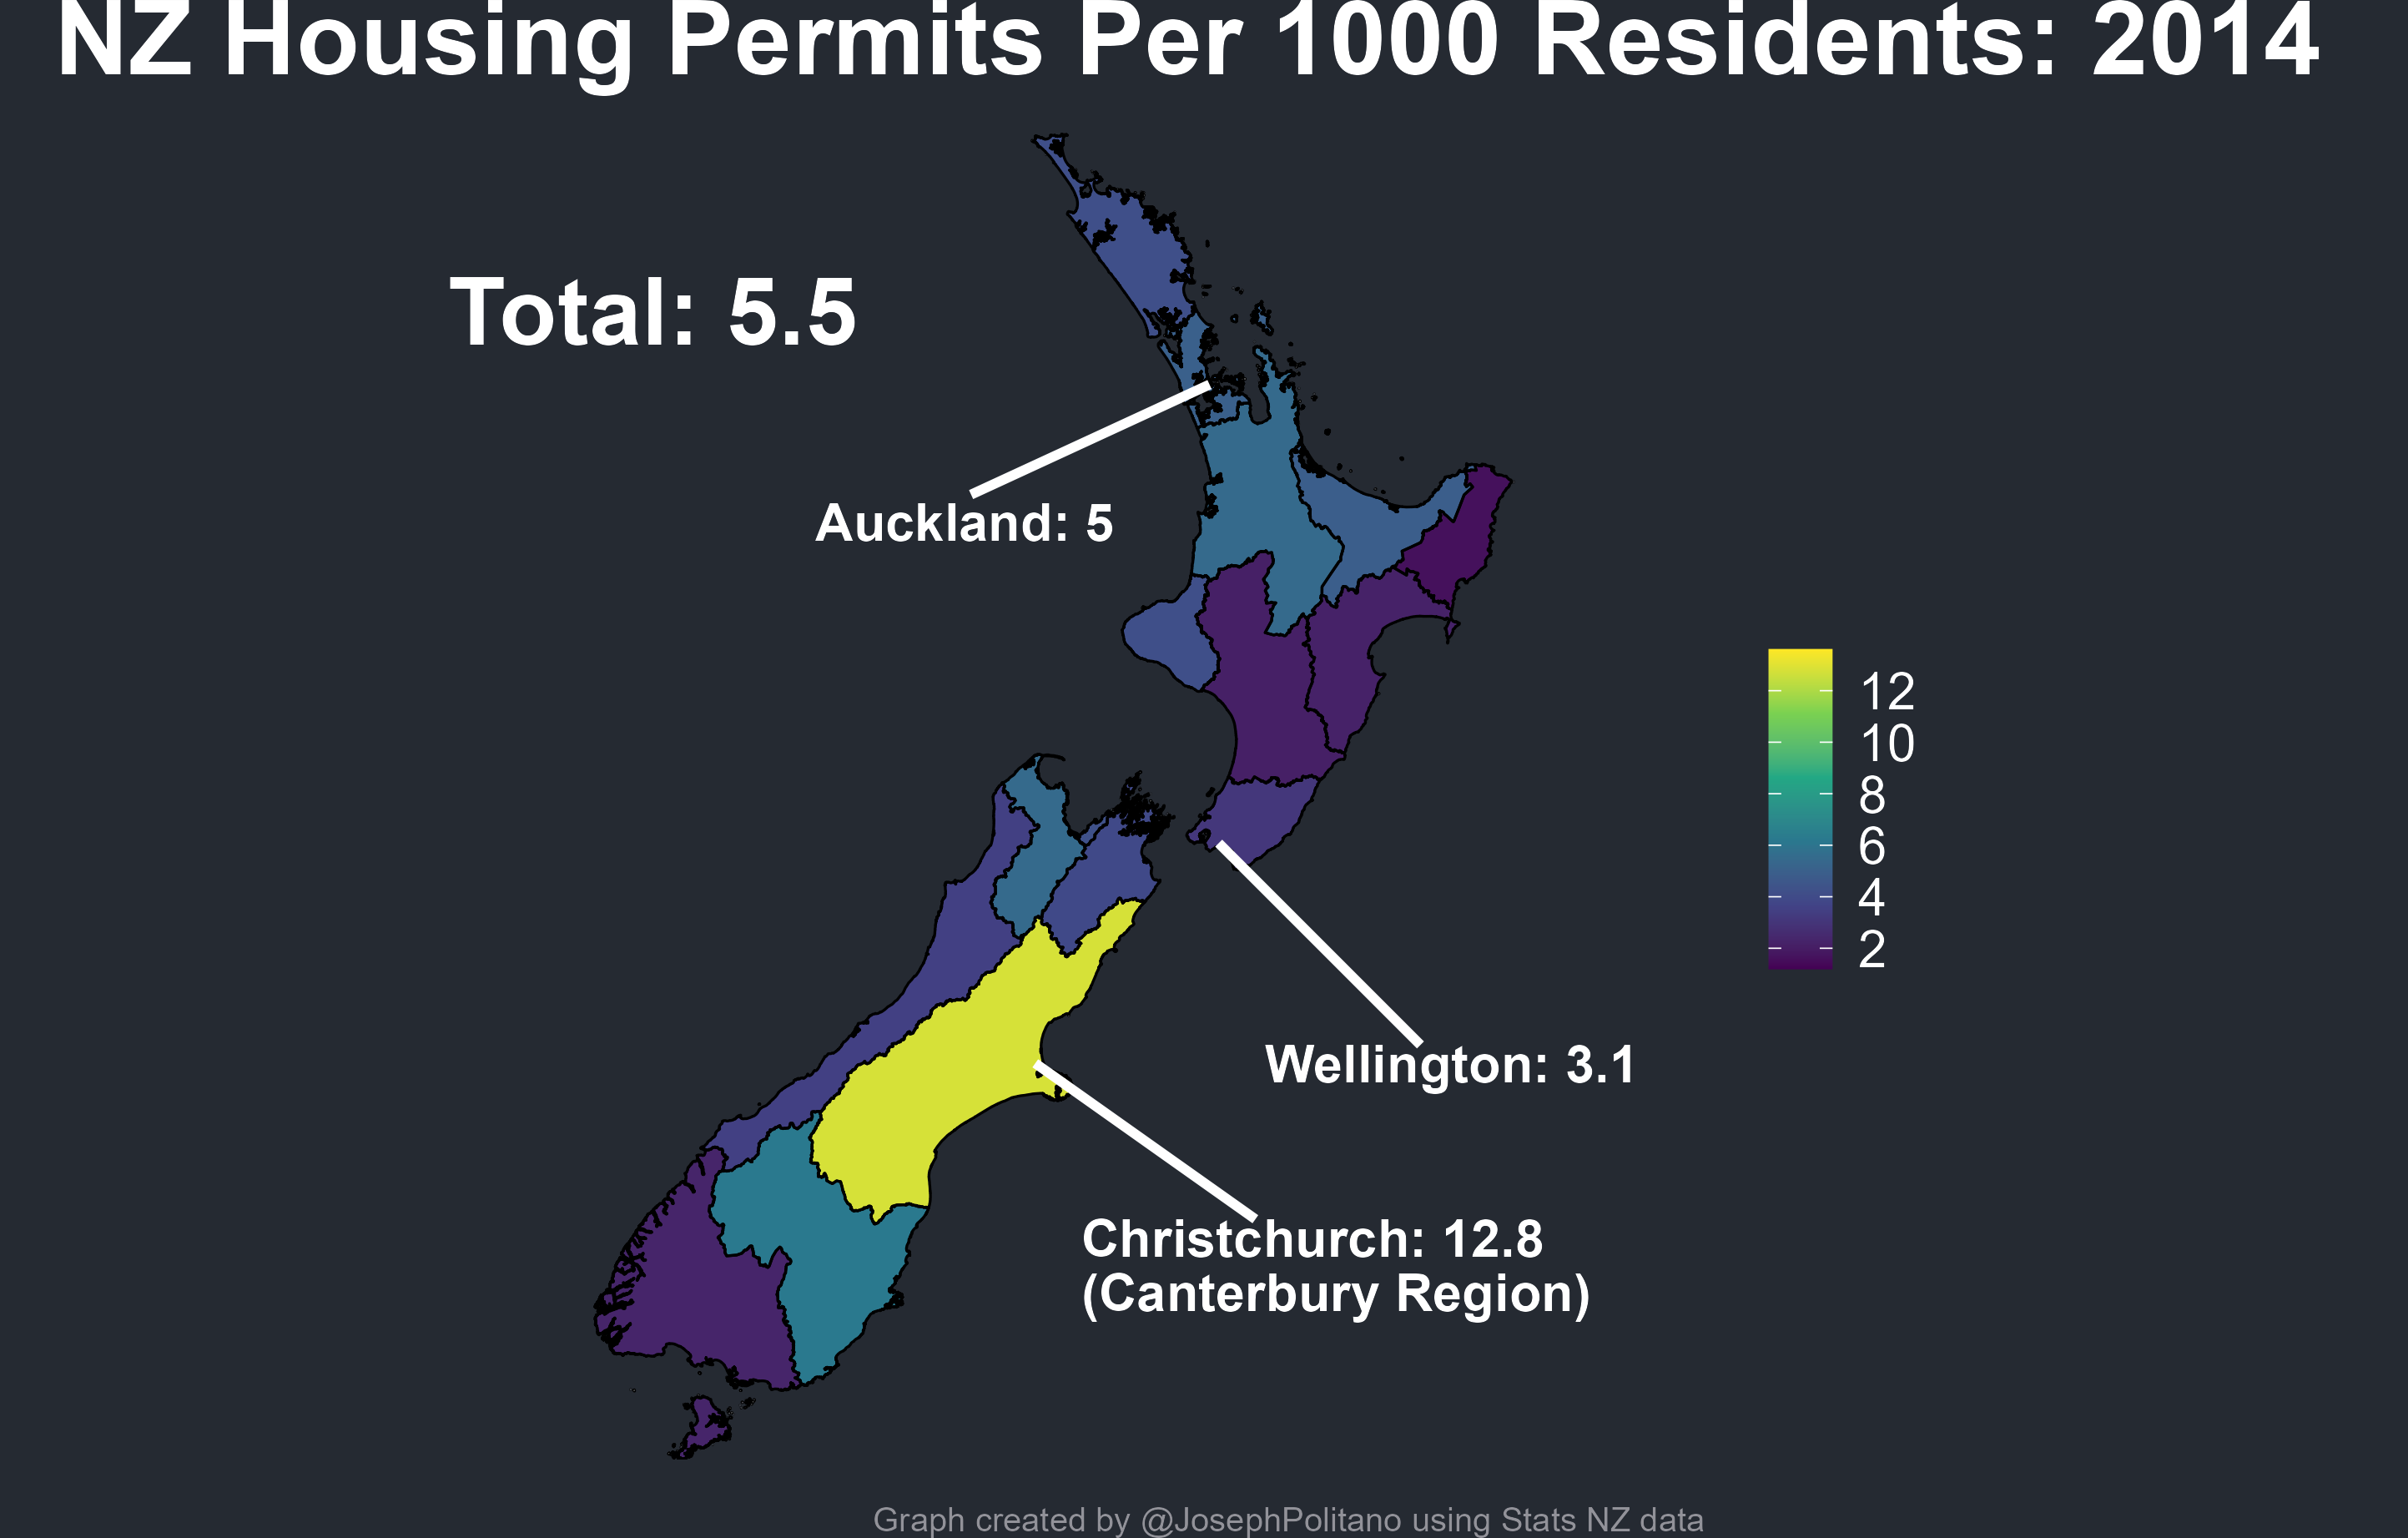 NZ Housing Permits Per 1000 Residents: 2014
Total: 5.5
Auckland: 5
12
10
8
6
4
2
Wellington: 3.1
Christchurch: 12.8
(Canterbury Region)
Graph created by @JosephPolitano using Stats NZ data